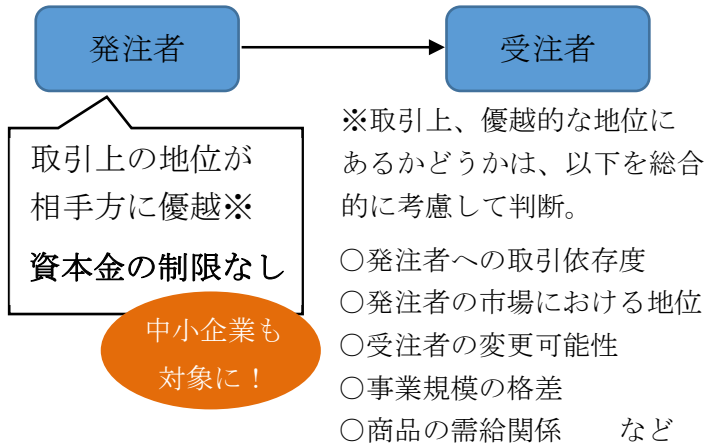 発注者
受注者
取引上の地位が
相手方に優越※
資本金の制限なし
中小企業も
対象に！
※取引上、優越的な地位に
あるかどうかは、以下を総合
的に考慮して判断。
〇発注者への取引依存度
〇発注者の市場における地位
〇受注者の変更可能性
〇事業規模の格差
〇商品の需給関係　　など